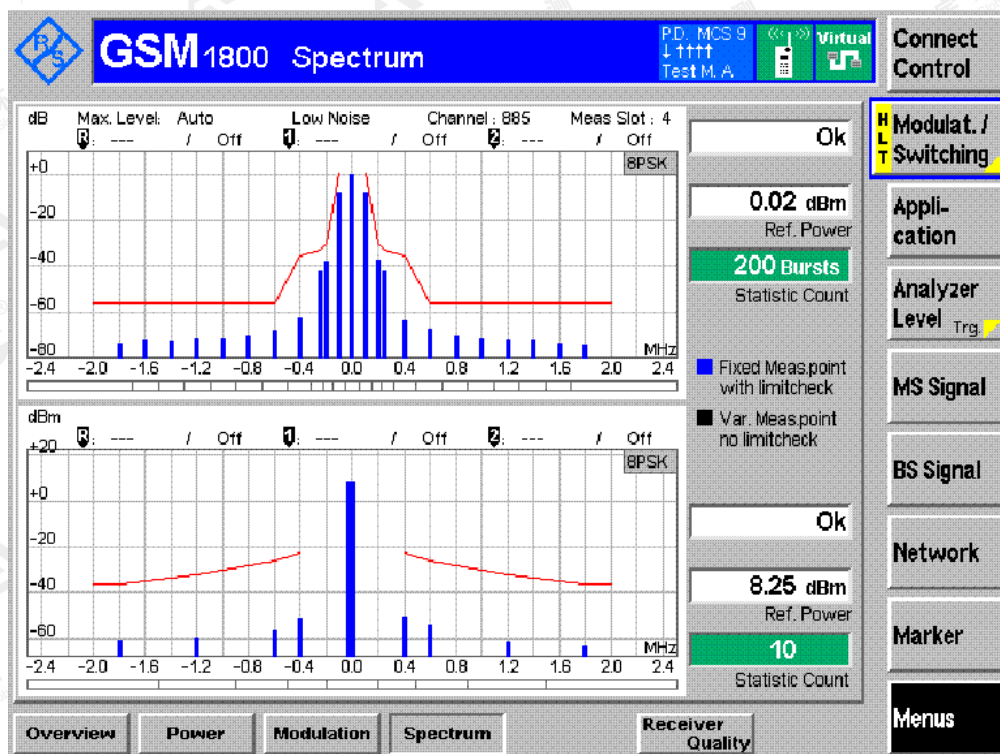 R&S
GSM 1800 Spectrum
P.D. MCS 9
↓ ↑↑↑↑
Test M. A
Virtual
Connect
Control
dB Max. Level: Auto Low Noise Channel : 885 Meas Slot : 4
R : --- / Off 1 : --- / Off 2 : --- / Off
8PSK
+0
-20
-40
-60
-80
MHz
-2.4 -2.0 -1.6 -1.2 -0.8 -0.4 0.0 0.4 0.8 1.2 1.6 2.0 2.4
Ok
0.02 dBm
Ref. Power
200 Bursts
Statistic Count
Fixed Meas.point
with limitcheck
Var. Meas.point
no limitcheck
dBm
R : --- / Off 1 : --- / Off 2 : --- / Off
8PSK
+20
+0
-20
-40
-60
MHz
-2.4 -2.0 -1.6 -1.2 -0.8 -0.4 0.0 0.4 0.8 1.2 1.6 2.0 2.4
Ok
8.25 dBm
Ref. Power
10
Statistic Count
HLT
Modulat. /
Switching
Appli-
cation
Analyzer
Level Trg.
MS Signal
BS Signal
Network
Marker
Menus
Overview Power Modulation Spectrum Receiver
Quality